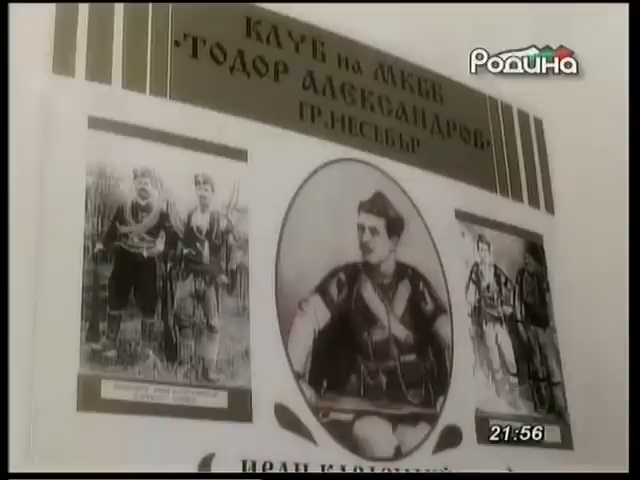 Родина
КЛУБ на МКББ
"ТОДОР АЛЕКСАНДРОВ"
ГР. НЕСЕБЪР
21:56